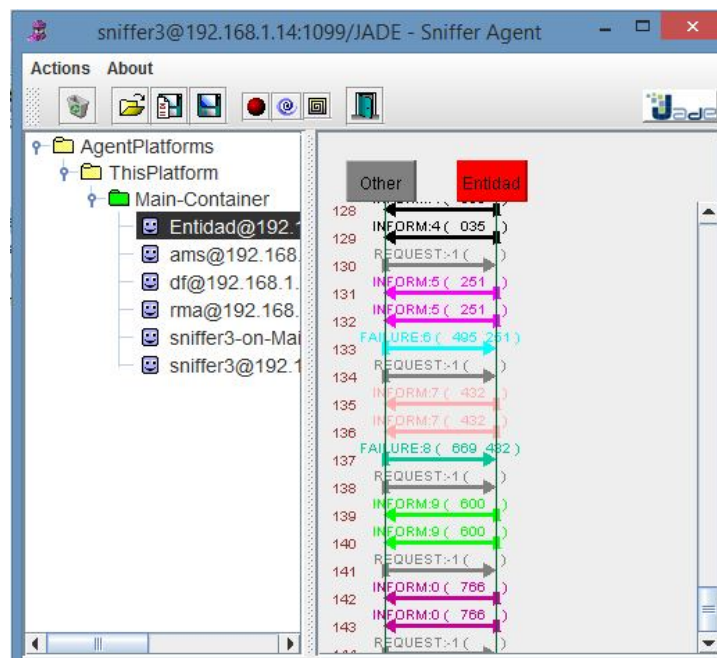 sniffer3@192.168.1.14:1099/JADE - Sniffer Agent
Actions About
Jade
AgentPlatforms
ThisPlatform
Main-Container
Entidad@192.1
ams@192.168.
df@192.168.1.
rma@192.168.
sniffer3-on-Mai
sniffer3@192.1
Other Entidad
128
INFORM:4 ( 035 )
129
REQUEST:-1 ( )
130
INFORM:5 ( 251 )
131
INFORM:5 ( 251 )
132
FAILURE:6 ( 495 251 )
133
REQUEST:-1 ( )
134
INFORM:7 ( 432 )
135
INFORM:7 ( 432 )
136
FAILURE:8 ( 669 432 )
137
REQUEST:-1 ( )
138
INFORM:9 ( 600 )
139
INFORM:9 ( 600 )
140
REQUEST:-1 ( )
141
INFORM:0 ( 766 )
142
INFORM:0 ( 766 )
143
REQUEST:-1 ( )